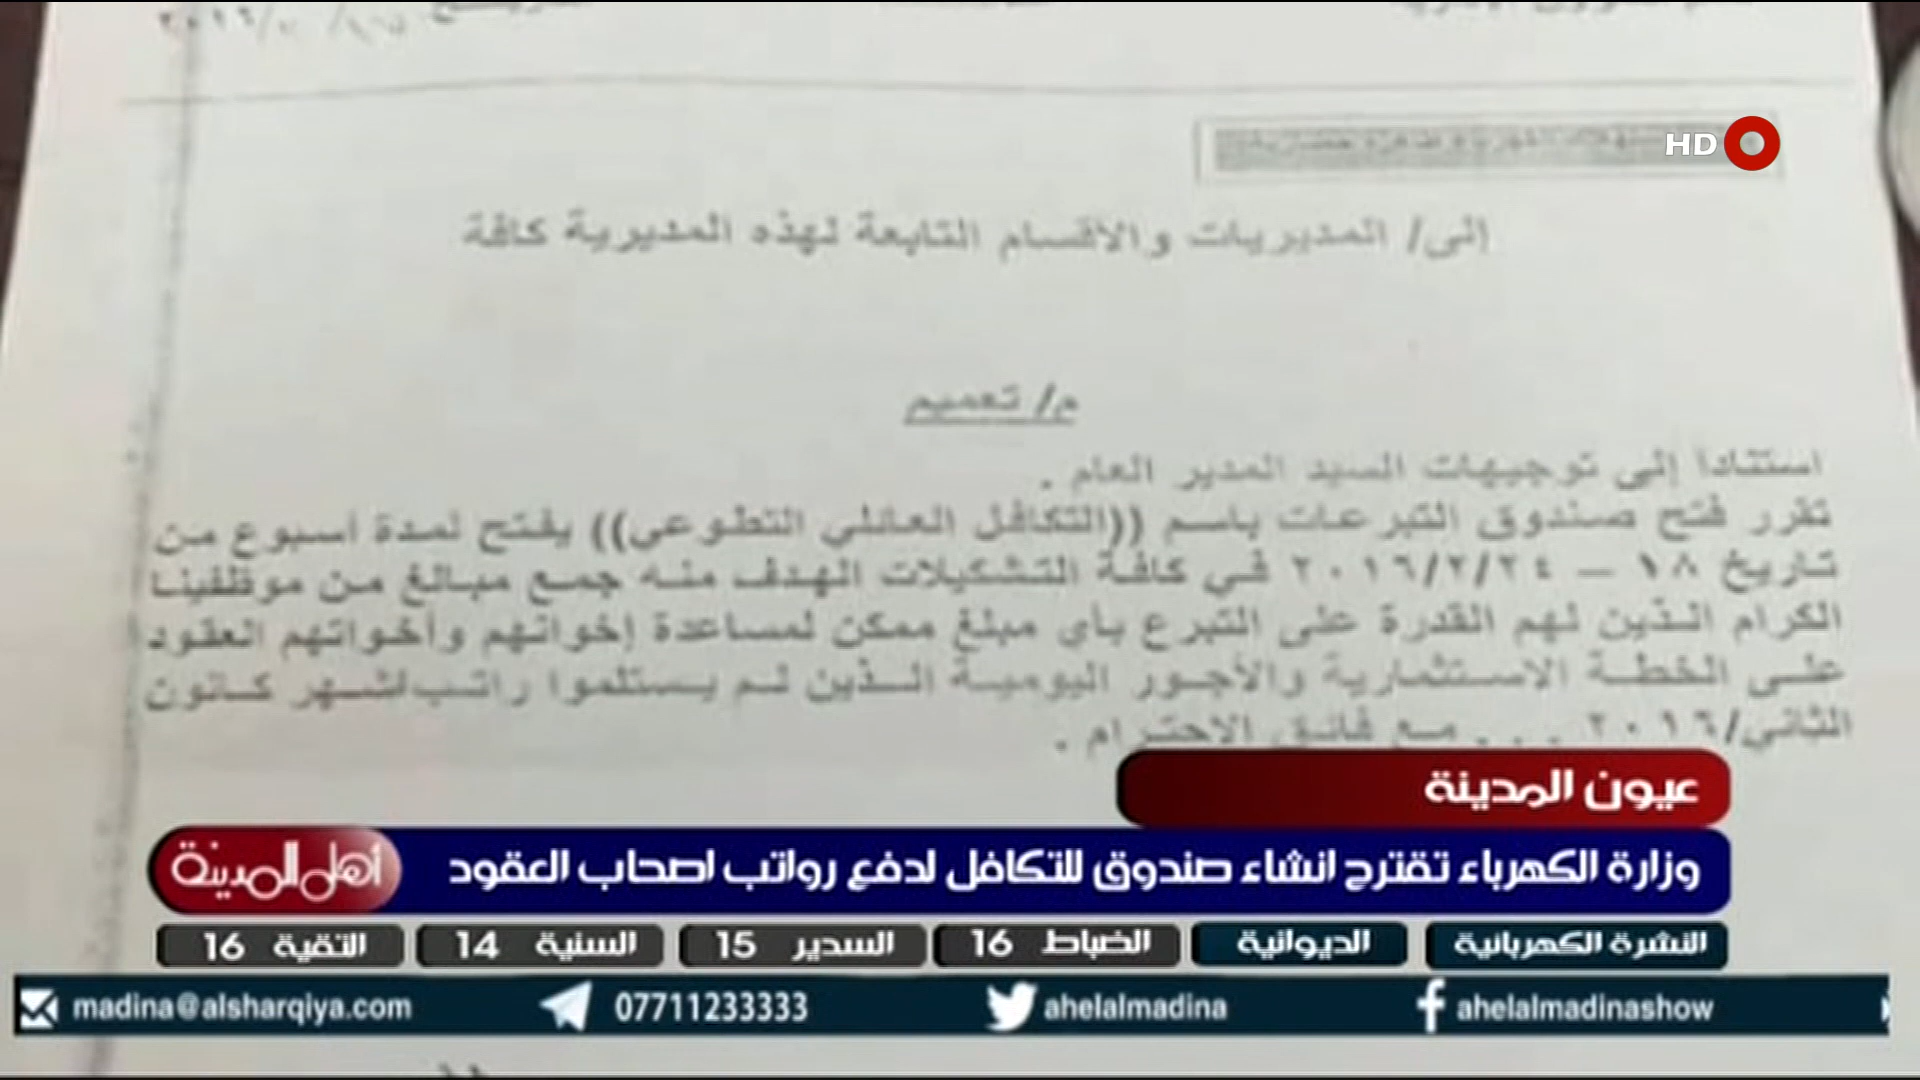 HD
إلى/ المديريات والاقسام التابعة لهذه المديرية كافة
م/ تعميم
استنادا إلى توجيهات السيد المدير العام .
تقرر فتح صندوق التبرعات باسم ((التكافل العائلي التطوعي)) يفتح لمدة أسبوع من
تاريخ ١٨ – ٢٠١٦/٢/٢٤ في كافة التشكيلات الهدف منه جمع مبالغ من موظفينا
الكرام الذين لهم القدرة على التبرع بأي مبلغ ممكن لمساعدة إخوانهم وأخواتهم العقود
على الخطة الاستثمارية والأجور اليومية الذين لم يستلموا راتب شهر كانون
الثاني/٢٠١٦ . . . مع فائق الاحترام .
عيون المدينة
وزارة الكهرباء تقترح انشاء صندوق للتكافل لدفع رواتب اصحاب العقود
أهل المدينة
النشرة الكهربائية الديوانية الضباط 16 السدير 15 السنية 14 التقية 16
madina@alsharqiya.com 07711233333 ahelalmadina ahelalmadinashow